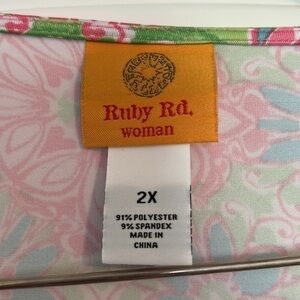 Ruby Rd.
woman
2X
91% POLYESTER
9% SPANDEX
MADE IN
CHINA